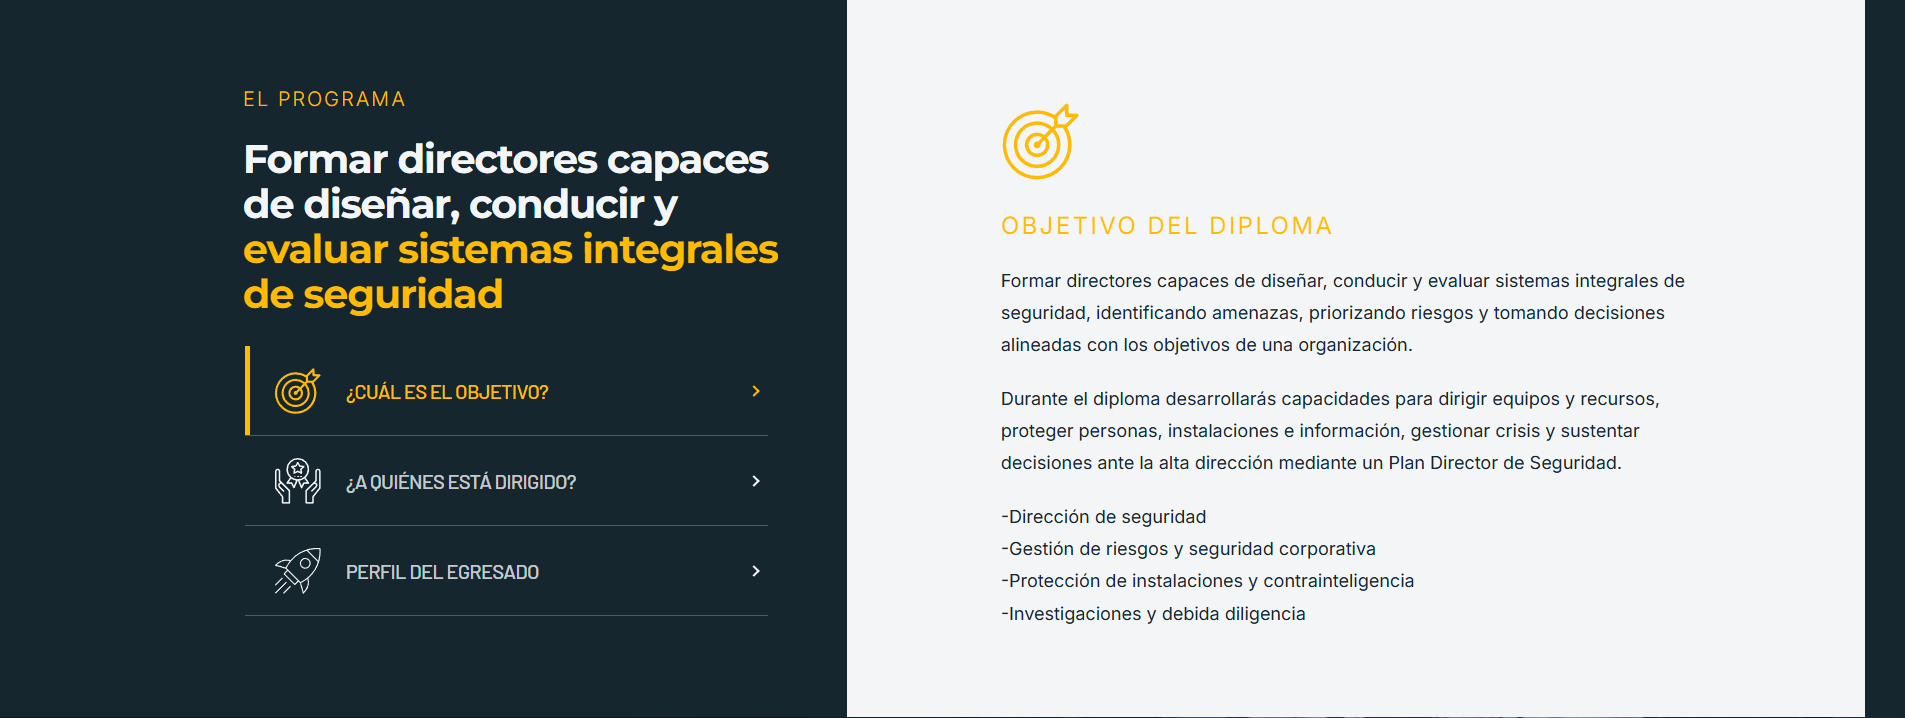 EL PROGRAMA
Formar directores capaces
de diseñar, conducir y
evaluar sistemas integrales
de seguridad
¿CUÁL ES EL OBJETIVO?
¿A QUIÉNES ESTÁ DIRIGIDO?
PERFIL DEL EGRESADO
OBJETIVO DEL DIPLOMA
Formar directores capaces de diseñar, conducir y evaluar sistemas integrales de
seguridad, identificando amenazas, priorizando riesgos y tomando decisiones
alineadas con los objetivos de una organización.
Durante el diploma desarrollarás capacidades para dirigir equipos y recursos,
proteger personas, instalaciones e información, gestionar crisis y sustentar
decisiones ante la alta dirección mediante un Plan Director de Seguridad.
-Dirección de seguridad
-Gestión de riesgos y seguridad corporativa
-Protección de instalaciones y contrainteligencia
-Investigaciones y debida diligencia